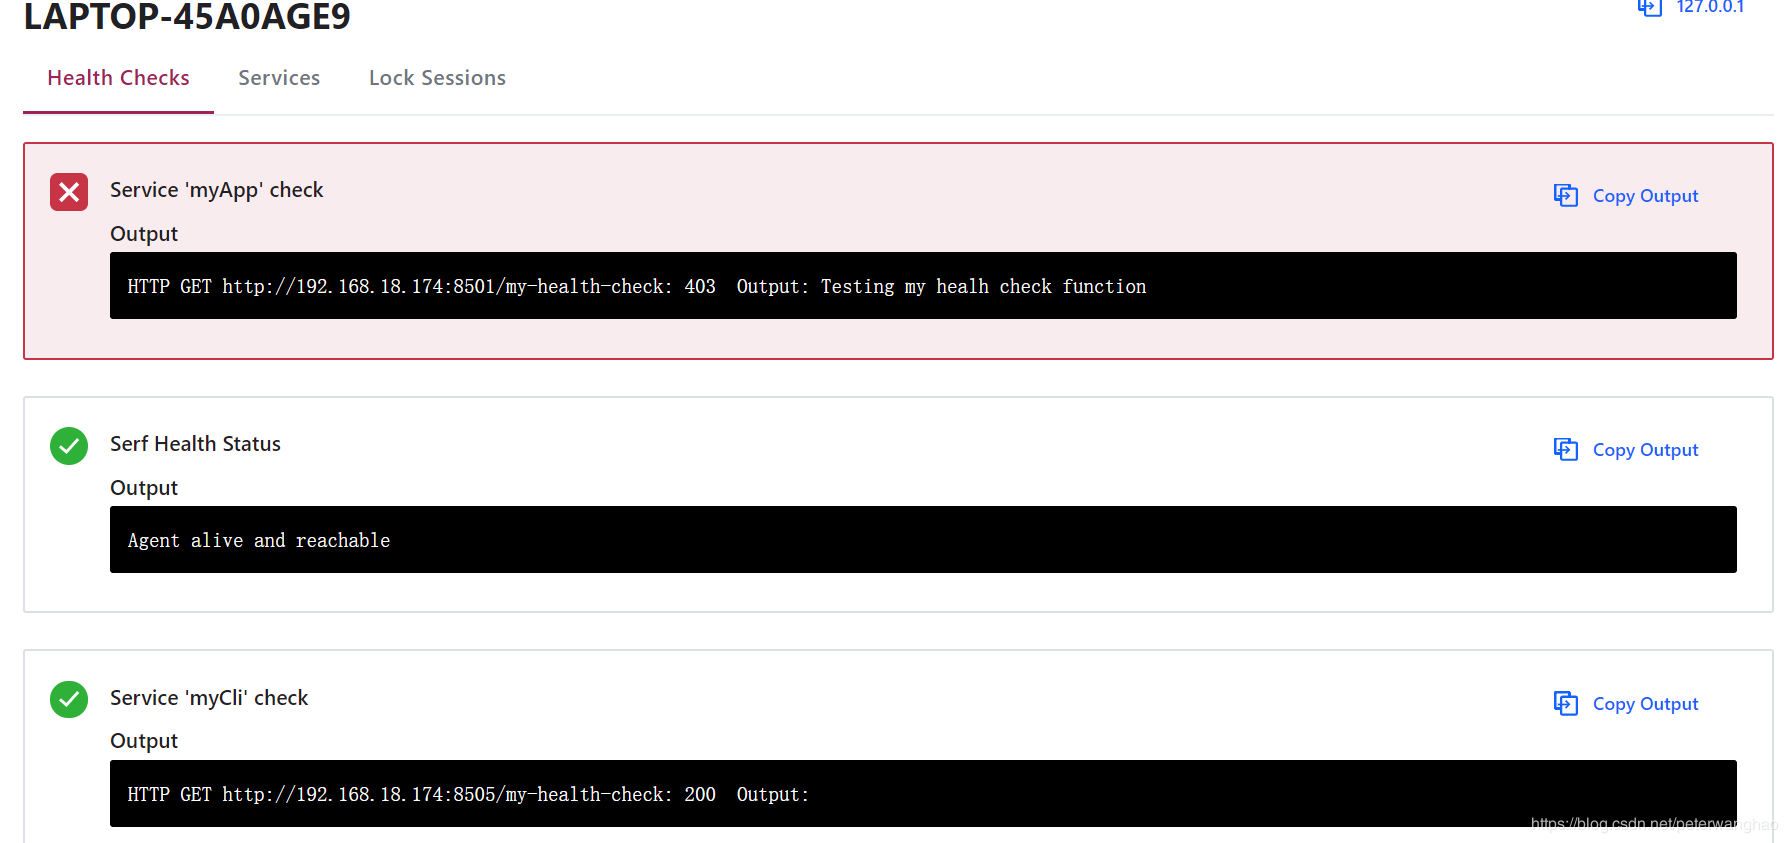 LAPTOP-45A0AGE9
127.0.0.1
Health Checks Services Lock Sessions
Service 'myApp' check
Copy Output
Output
HTTP GET http://192.168.18.174:8501/my-health-check: 403 Output: Testing my healh check function
Serf Health Status
Copy Output
Output
Agent alive and reachable
Service 'myCli' check
Copy Output
Output
HTTP GET http://192.168.18.174:8505/my-health-check: 200 Output:
https://blog.csdn.net/peterwanghao